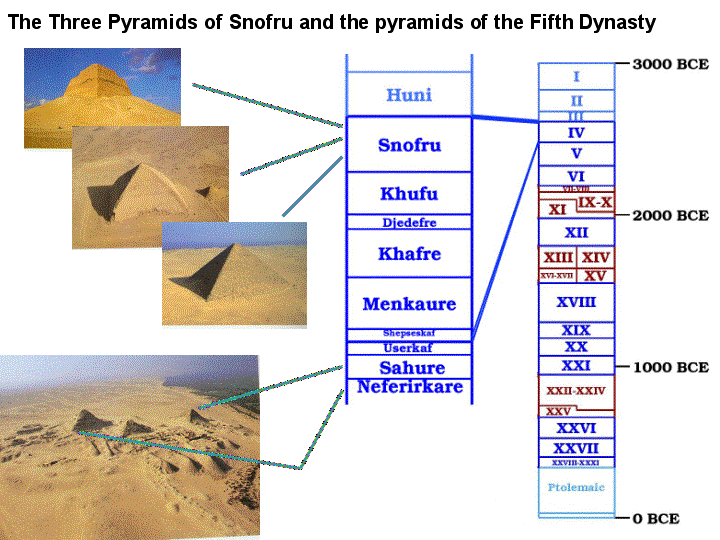 The Three Pyramids of Snofru and the pyramids of the Fifth Dynasty
Huni
Snofru
Khufu
Djedefre
Khafre
Menkaure
Shepseskaf
Userkaf
Sahure
Neferirkare
3000 BCE
I
II
III
IV
V
VI
VII-VIII
IX-X
XI
2000 BCE
XII
XIII XIV
XVI-XVII XV
XVIII
XIX
XX
1000 BCE
XXI
XXII-XXIV
XXV
XXVI
XXVII
XXVIII-XXXI
Ptolemaic
0 BCE